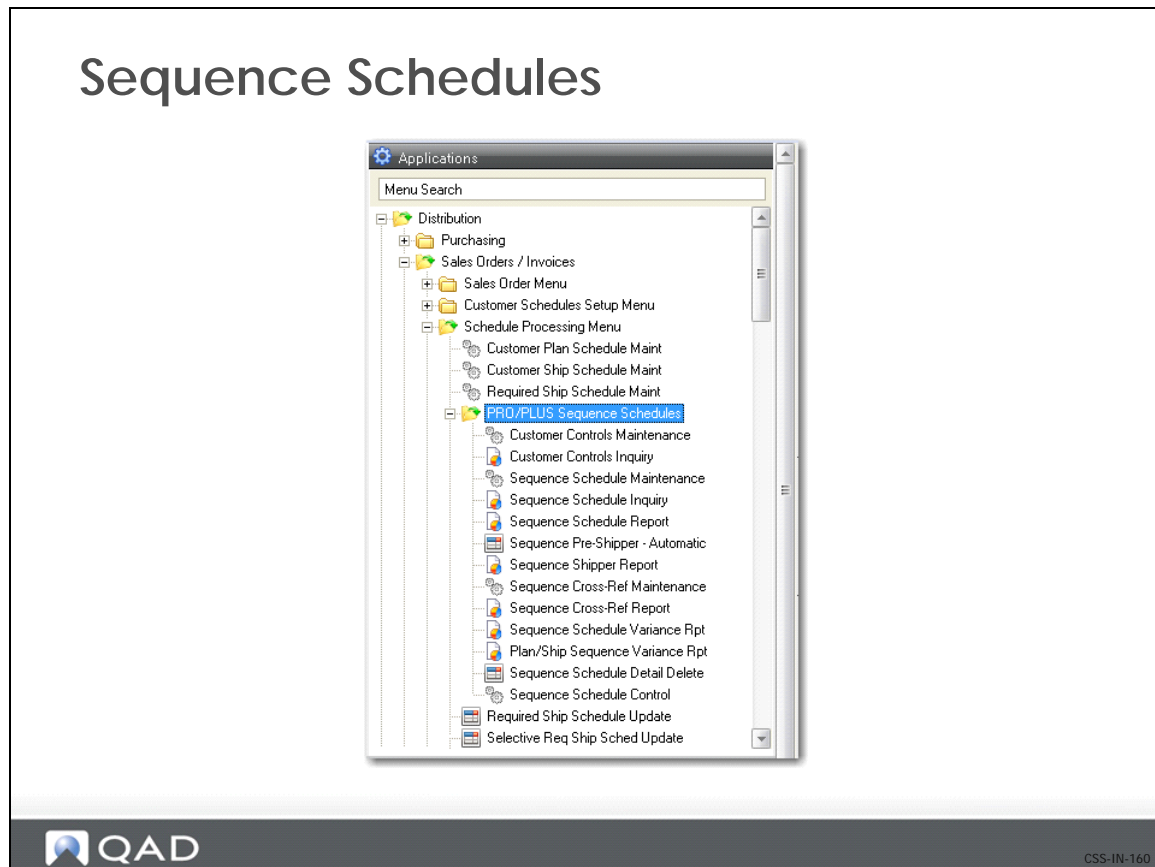 Sequence Schedules
Applications
Menu Search
Distribution
Purchasing
Sales Orders / Invoices
Sales Order Menu
Customer Schedules Setup Menu
Schedule Processing Menu
Customer Plan Schedule Maint
Customer Ship Schedule Maint
Required Ship Schedule Maint
PRO/PLUS Sequence Schedules
Customer Controls Maintenance
Customer Controls Inquiry
Sequence Schedule Maintenance
Sequence Schedule Inquiry
Sequence Schedule Report
Sequence Pre-Shipper - Automatic
Sequence Shipper Report
Sequence Cross-Ref Maintenance
Sequence Cross-Ref Report
Sequence Schedule Variance Rpt
Plan/Ship Sequence Variance Rpt
Sequence Schedule Detail Delete
Sequence Schedule Control
Required Ship Schedule Update
Selective Req Ship Sched Update
QAD
CSS-IN-160